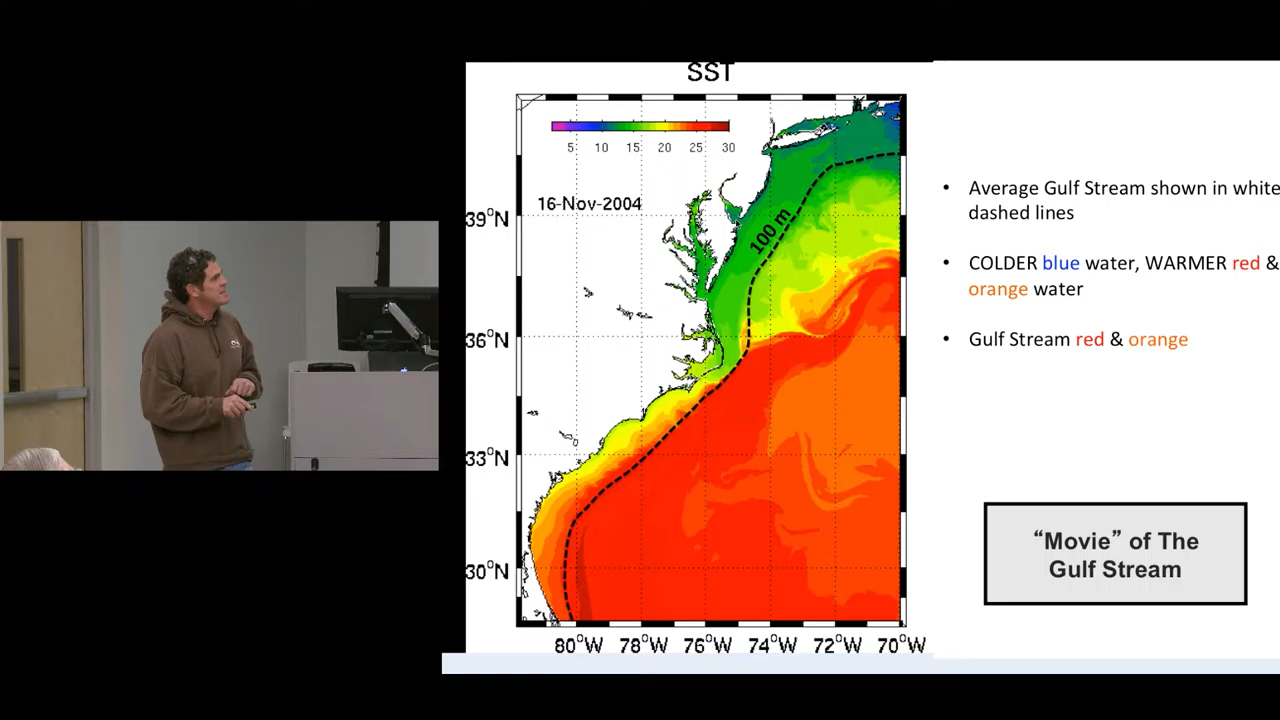 SST
5 10 15 20 25 30
16-Nov-2004
100 m
39°N
36°N
33°N
30°N
80°W 78°W 76°W 74°W 72°W 70°W
• Average Gulf Stream shown in white
dashed lines
• COLDER blue water, WARMER red &
orange water
• Gulf Stream red & orange
“Movie” of The
Gulf Stream